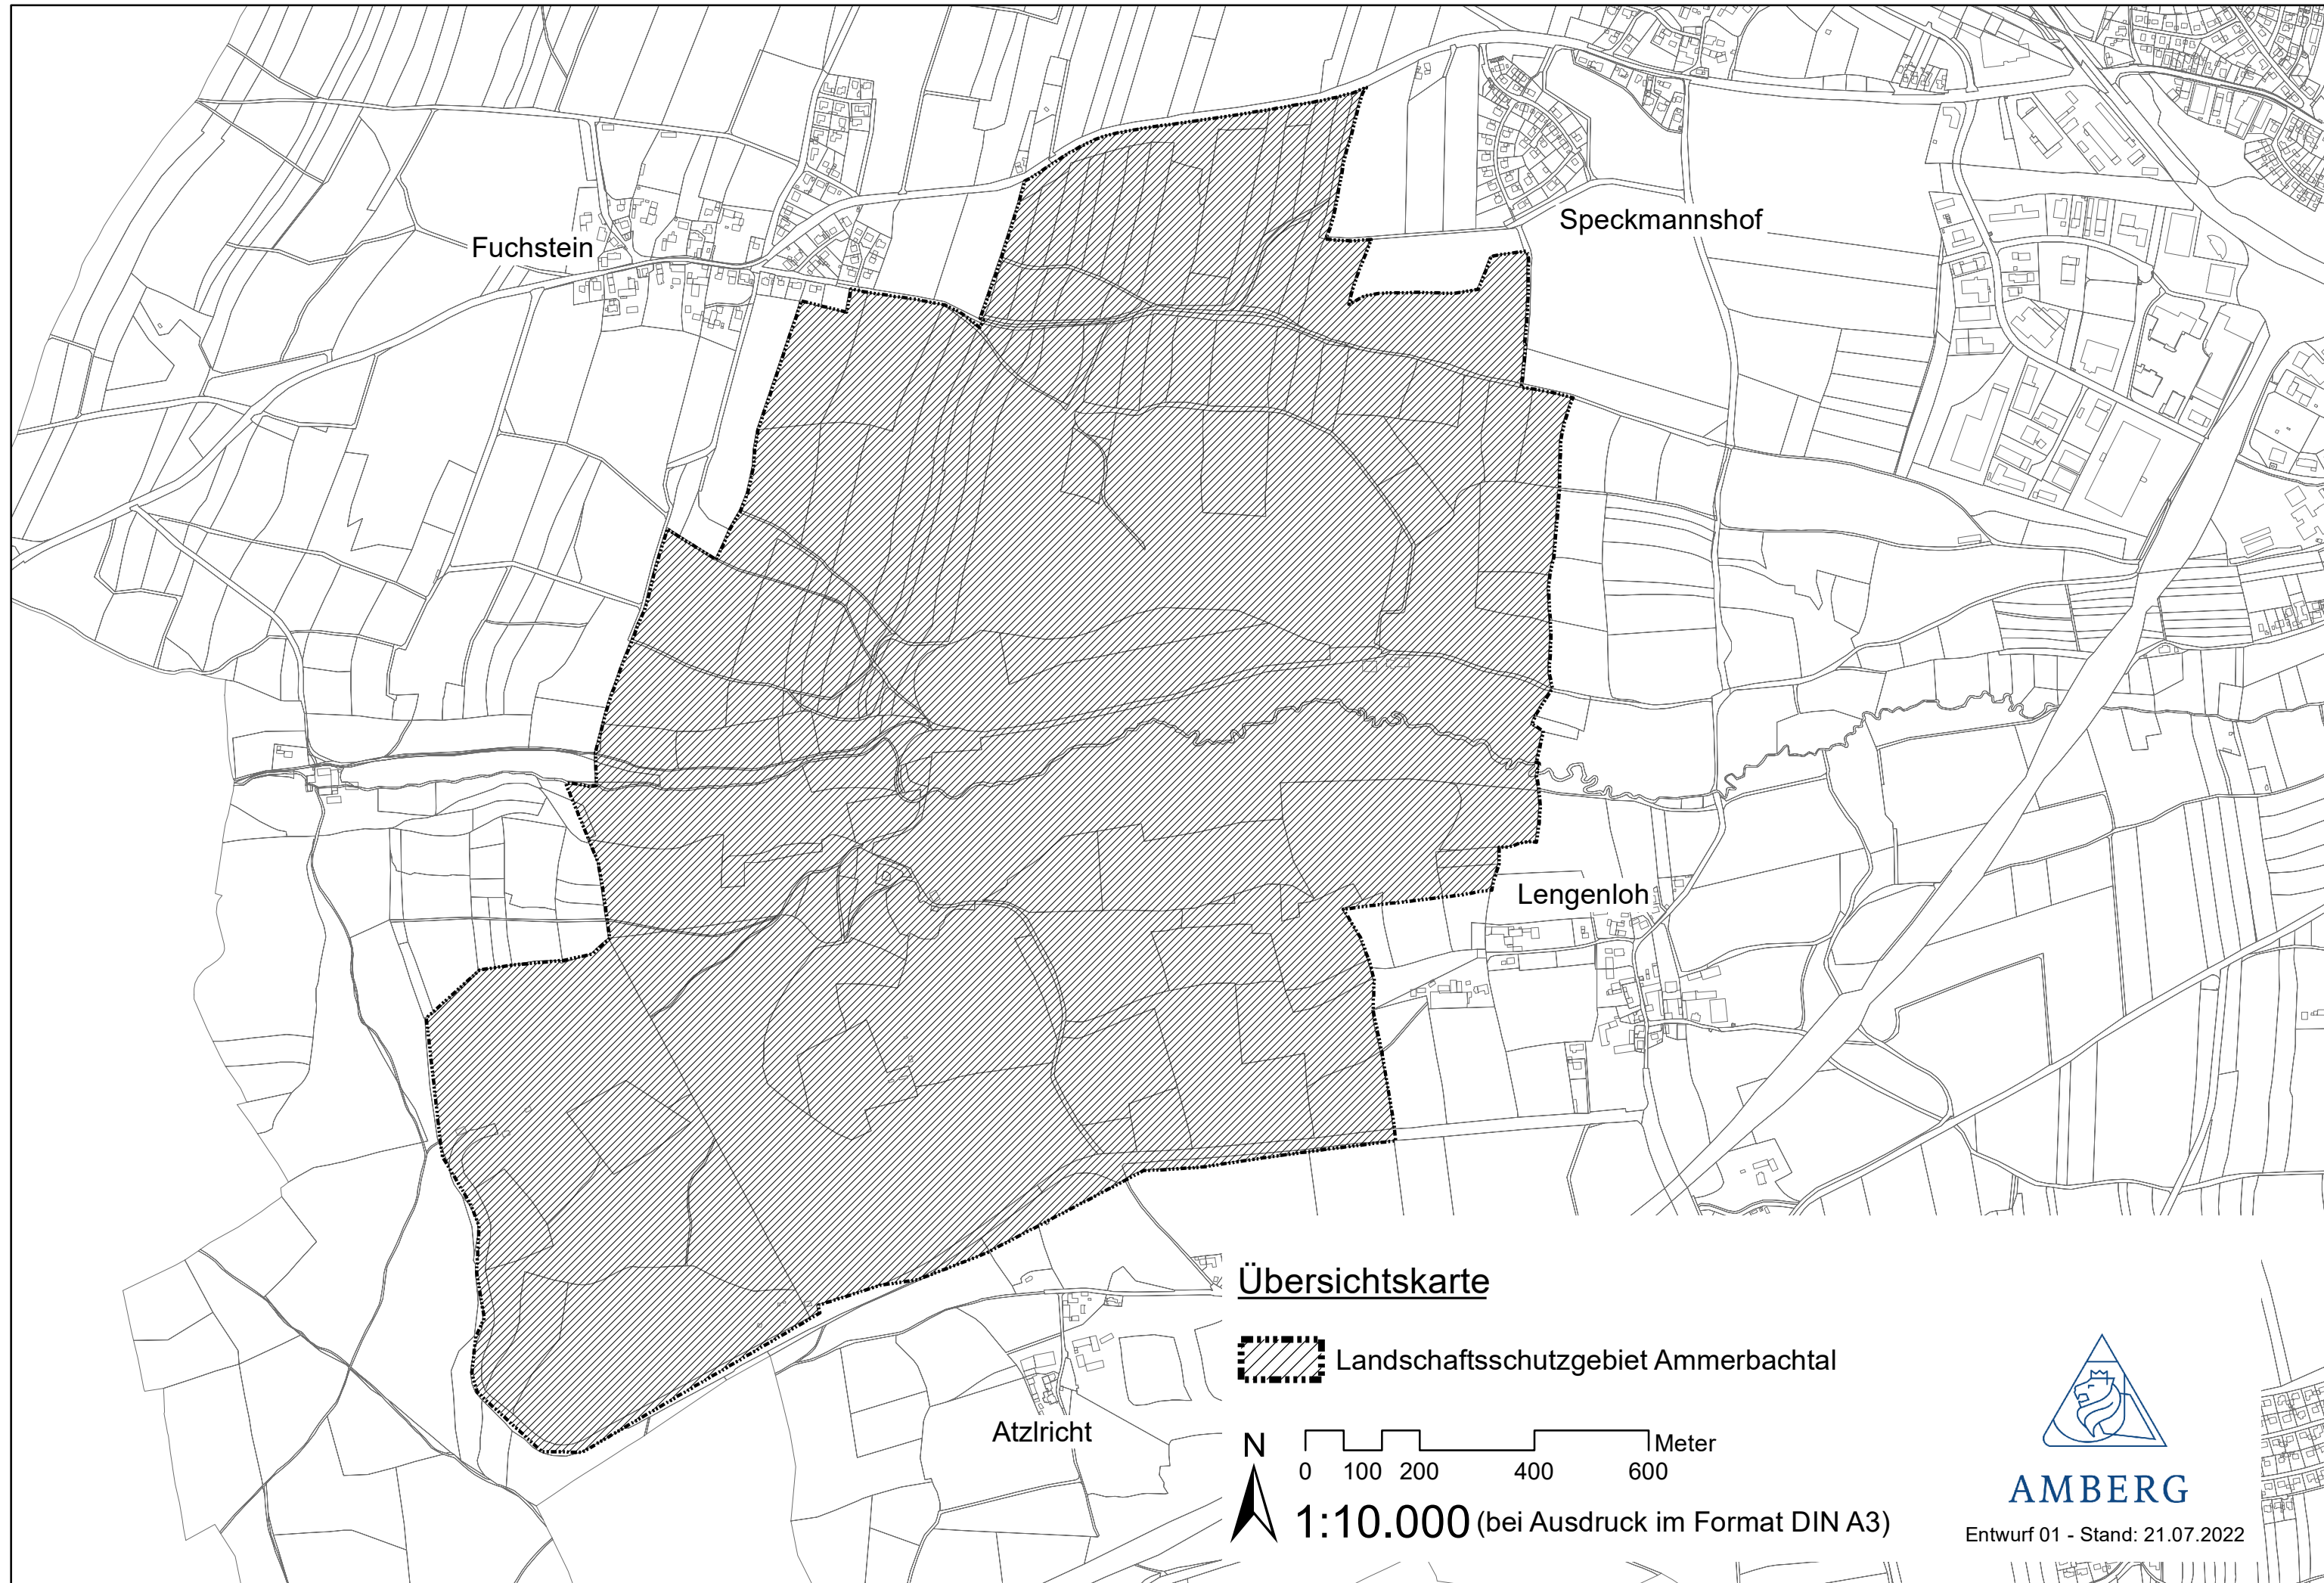 Speckmannshof
Fuchstein
Lengenloh
Atzlricht
Übersichtskarte
Landschaftsschutzgebiet Ammerbachtal
N
Meter
0 100 200 400 600
1:10.000 (bei Ausdruck im Format DIN A3)
AMBERG
Entwurf 01 - Stand: 21.07.2022